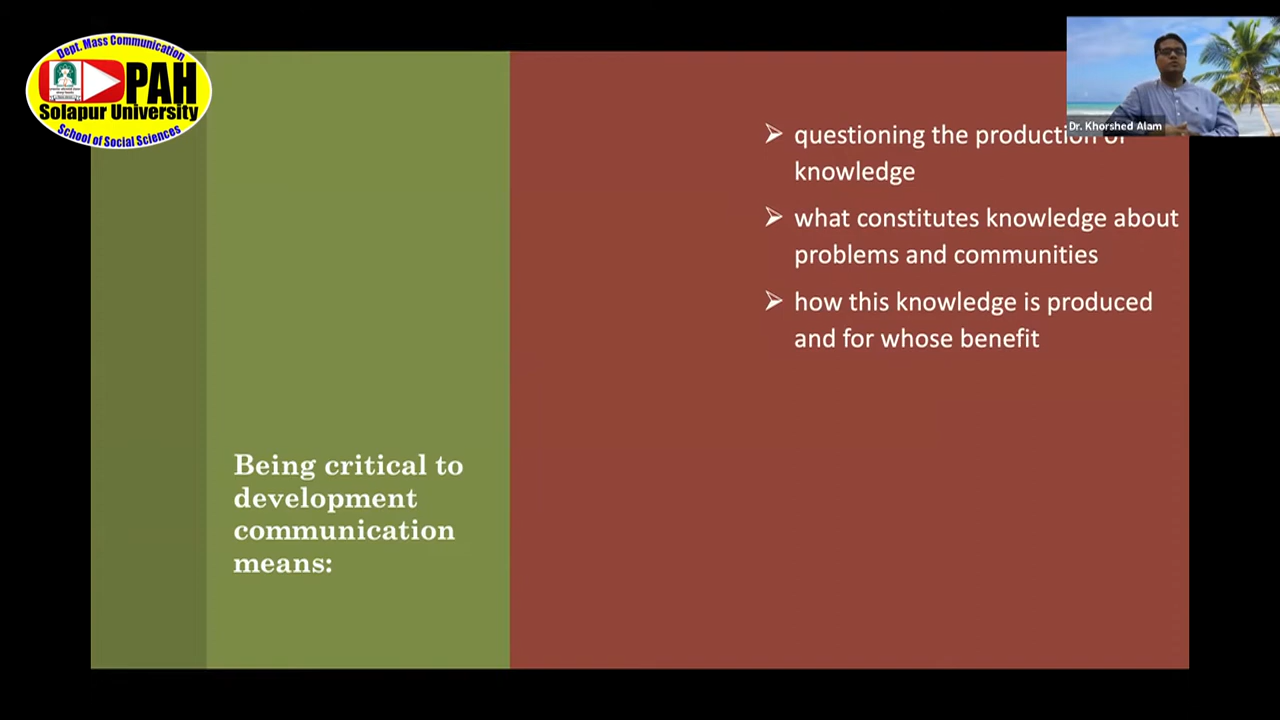 Dept. Mass Communication
PAH
Solapur University
School of Social Sciences
Dr. Khorshed Alam
questioning the production of
knowledge
what constitutes knowledge about
problems and communities
how this knowledge is produced
and for whose benefit
Being critical to
development
communication
means: